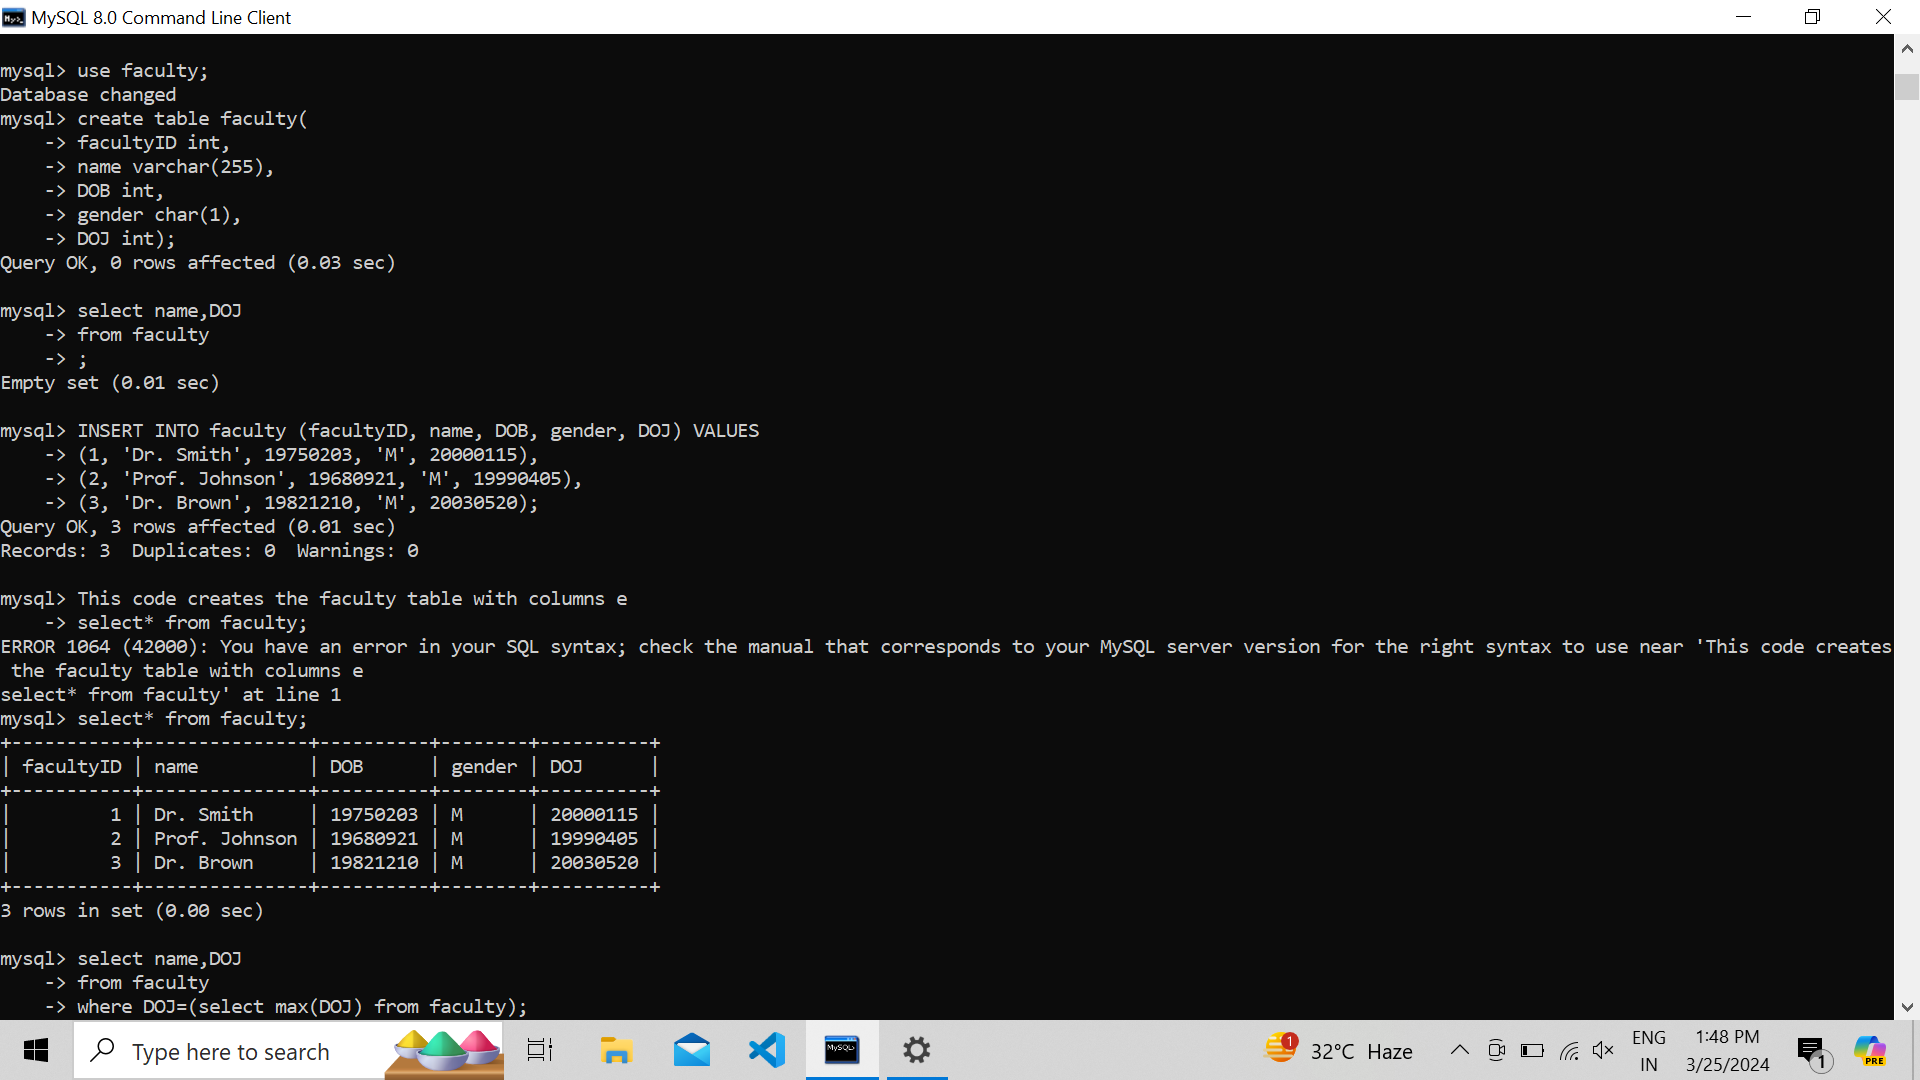 MySQL 8.0 Command Line Client
mysql> use faculty;
Database changed
mysql> create table faculty(
    -> facultyID int,
    -> name varchar(255),
    -> DOB int,
    -> gender char(1),
    -> DOJ int);
Query OK, 0 rows affected (0.03 sec)
mysql> select name,DOJ
    -> from faculty
    -> ;
Empty set (0.01 sec)
mysql> INSERT INTO faculty (facultyID, name, DOB, gender, DOJ) VALUES
    -> (1, 'Dr. Smith', 19750203, 'M', 20000115),
    -> (2, 'Prof. Johnson', 19680921, 'M', 19990405),
    -> (3, 'Dr. Brown', 19821210, 'M', 20030520);
Query OK, 3 rows affected (0.01 sec)
Records: 3  Duplicates: 0  Warnings: 0
mysql> This code creates the faculty table with columns e
    -> select* from faculty;
ERROR 1064 (42000): You have an error in your SQL syntax; check the manual that corresponds to your MySQL server version for the right syntax to use near 'This code creates
 the faculty table with columns e
select* from faculty' at line 1
mysql> select* from faculty;
+-----------+---------------+----------+--------+----------+
| facultyID | name          | DOB      | gender | DOJ      |
+-----------+---------------+----------+--------+----------+
|         1 | Dr. Smith     | 19750203 | M      | 20000115 |
|         2 | Prof. Johnson | 19680921 | M      | 19990405 |
|         3 | Dr. Brown     | 19821210 | M      | 20030520 |
+-----------+---------------+----------+--------+----------+
3 rows in set (0.00 sec)
mysql> select name,DOJ
    -> from faculty
    -> where DOJ=(select max(DOJ) from faculty);
Type here to search
MySQL
1
32°C Haze
ENG
IN
1:48 PM
3/25/2024
1
PRE